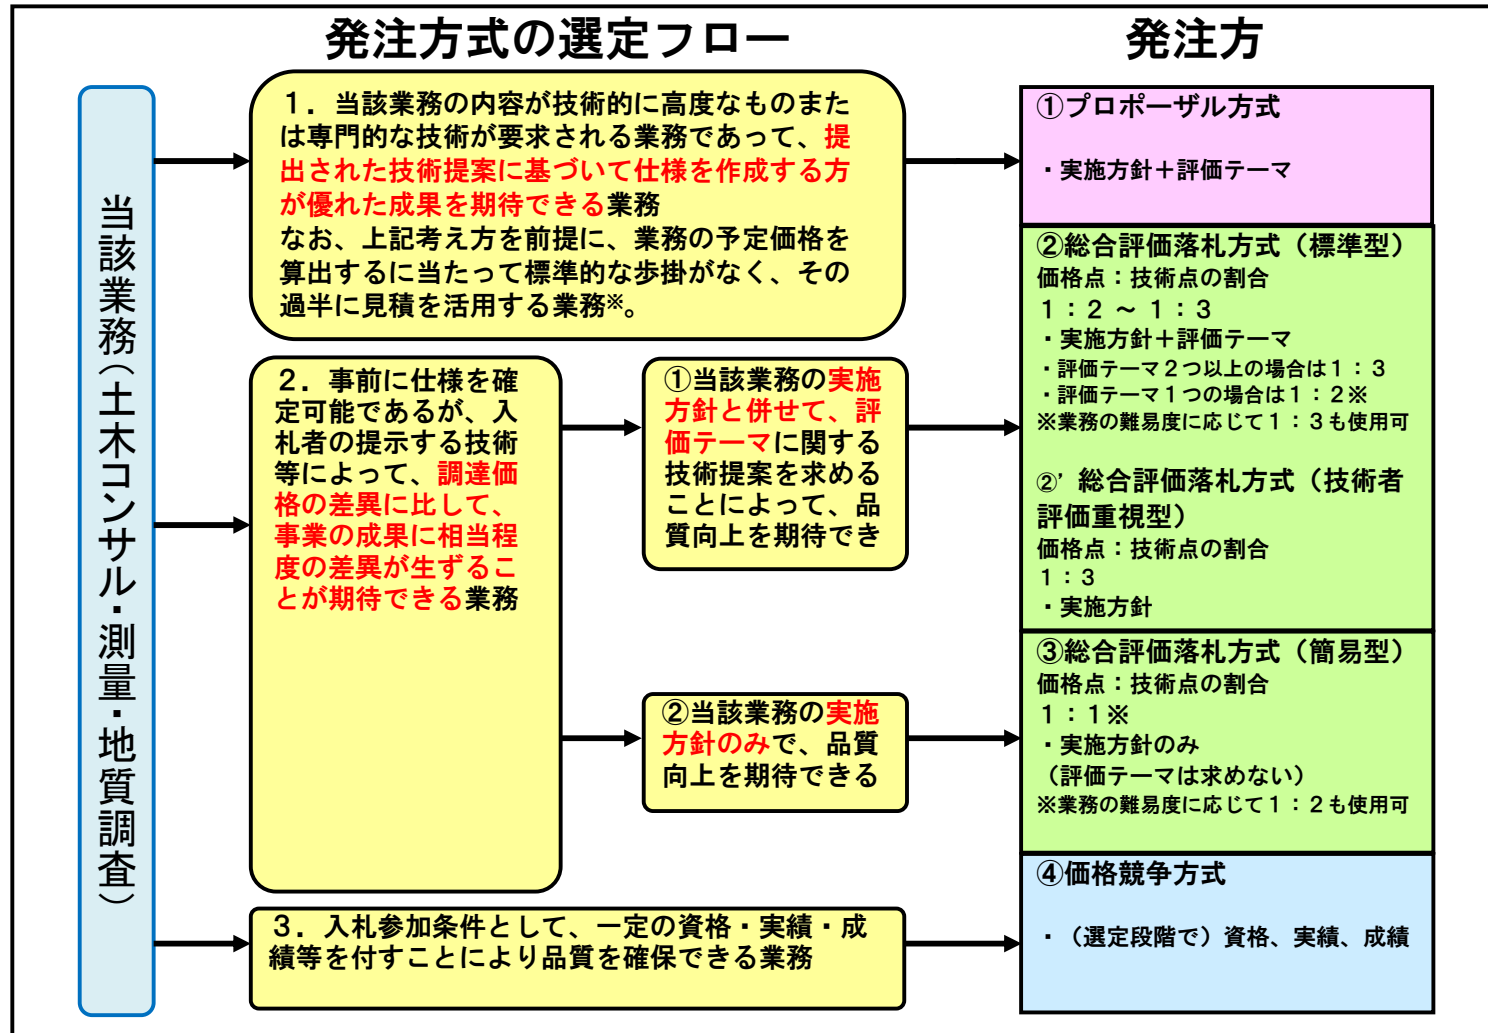 発注方式の選定フロー
発注方
当該業務（土木コンサル・測量・地質調査）
１．当該業務の内容が技術的に高度なものまた
は専門的な技術が要求される業務であって、提
出された技術提案に基づいて仕様を作成する方
が優れた成果を期待できる業務
なお、上記考え方を前提に、業務の予定価格を
算出するに当たって標準的な歩掛がなく、その
過半に見積を活用する業務※。
①プロポーザル方式
・実施方針＋評価テーマ
２．事前に仕様を確
定可能であるが、入
札者の提示する技術
等によって、調達価
格の差異に比して、
事業の成果に相当程
度の差異が生ずるこ
とが期待できる業務
①当該業務の実施
方針と併せて、評
価テーマに関する
技術提案を求める
ことによって、品
質向上を期待でき
②総合評価落札方式（標準型）
価格点：技術点の割合
１：２ ～ １：３
・実施方針＋評価テーマ
・評価テーマ２つ以上の場合は１：３
・評価テーマ１つの場合は１：２※
※業務の難易度に応じて１：３も使用可
②’ 総合評価落札方式（技術者
評価重視型）
価格点：技術点の割合
１：３
・実施方針
②当該業務の実施
方針のみで、品質
向上を期待できる
③総合評価落札方式（簡易型）
価格点：技術点の割合
１：１※
・実施方針のみ
（評価テーマは求めない）
※業務の難易度に応じて１：２も使用可
３．入札参加条件として、一定の資格・実績・成
績等を付すことにより品質を確保できる業務
④価格競争方式
・（選定段階で）資格、実績、成績